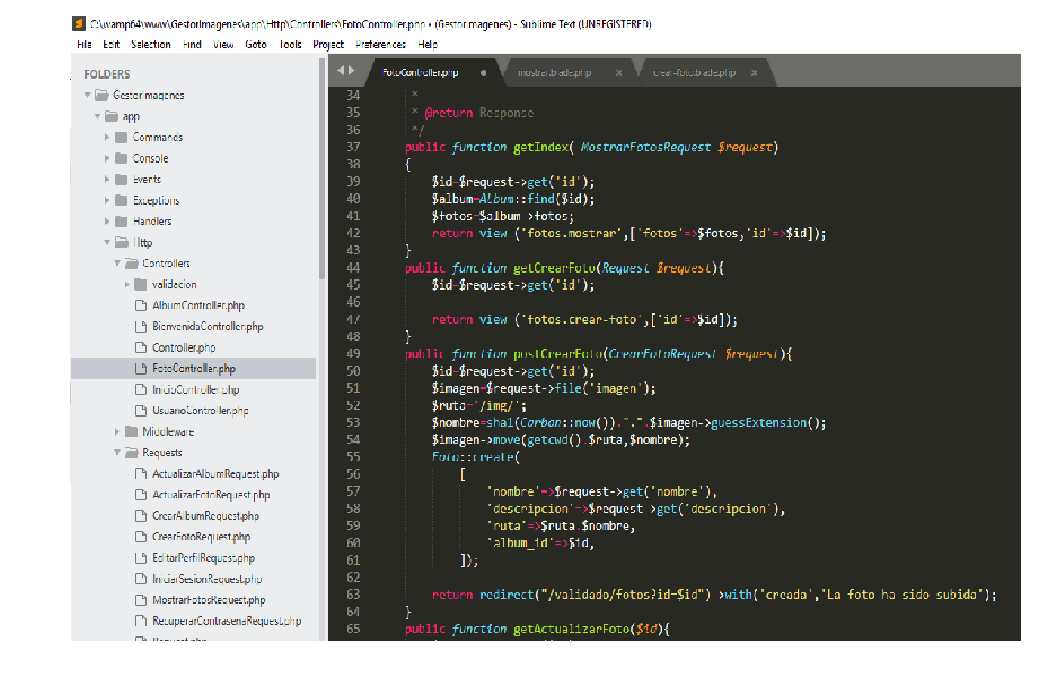 C:\wamp64\www\GestorImagenes\app\Http\Controllers\FotoController.php • (GestorImagenes) - Sublime Text (UNREGISTERED)
File Edit Selection Find View Goto Tools Project Preferences Help
FOLDERS
GestorImagenes
app
Commands
Console
Events
Exceptions
Handlers
Http
Controllers
validacion
AlbumController.php
BienvenidaController.php
Controller.php
FotoController.php
InicioController.php
UsuarioController.php
Middleware
Requests
ActualizarAlbumRequest.php
ActualizarFotoRequest.php
CrearAlbumRequest.php
CrearFotoRequest.php
EditarPerfilRequest.php
IniciarSesionRequest.php
MostrarFotosRequest.php
RecuperarContrasenaRequest.php
Request.php
FotoController.php • mostrar.blade.php × crear-foto.blade.php ×
34 *
35 * @return Response
36 */
37 public function getIndex( MostrarFotosRequest $request)
38 {
39 $id=$request->get('id');
40 $album=Album::find($id);
41 $fotos=$album->fotos;
42 return view ("fotos.mostrar",['fotos'=>$fotos,'id'=>$id]);
43 }
44 public function getCrearFoto(Request $request){
45 $id=$request->get('id');
46
47 return view ("fotos.crear-foto",['id'=>$id]);
48 }
49 public function postCrearFoto(CrearFotoRequest $request){
50 $id=$request->get('id');
51 $imagen=$request->file('imagen');
52 $ruta='/img/';
53 $nombre=sha1(Carbon::now()).".".$imagen->guessExtension();
54 $imagen->move(getcwd().$ruta,$nombre);
55 Foto::create(
56 [
57 'nombre'=>$request->get('nombre'),
58 'descripcion'=>$request->get('descripcion'),
59 'ruta'=>$ruta.$nombre,
60 'album_id'=>$id,
61 ]);
62
63 return redirect("/validado/fotos?id=$id")->with("creada","La foto ha sido subida");
64 }
65 public function getActualizarFoto($id){